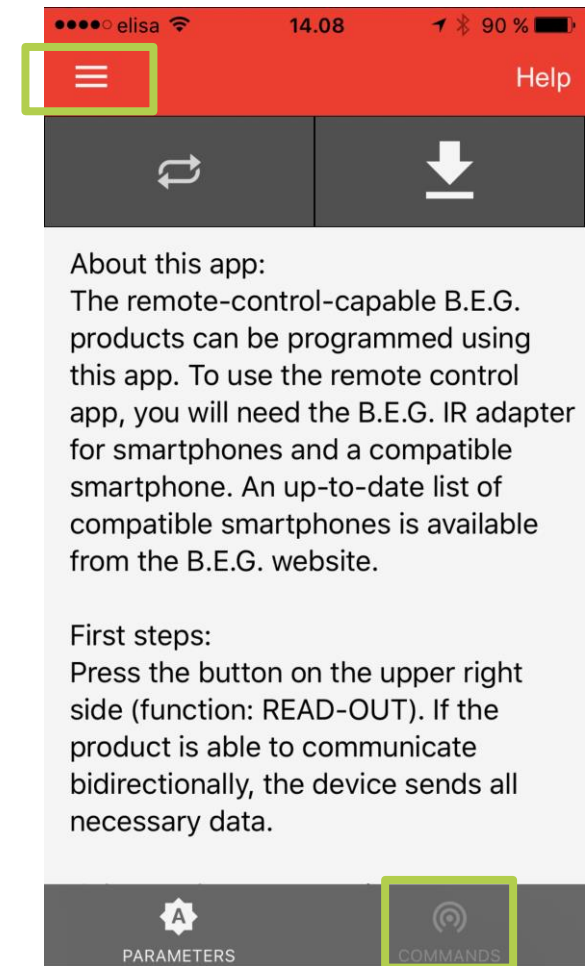 elisa 14.08 90 %
Help
About this app:
The remote-control-capable B.E.G.
products can be programmed using
this app. To use the remote control
app, you will need the B.E.G. IR adapter
for smartphones and a compatible
smartphone. An up-to-date list of
compatible smartphones is available
from the B.E.G. website.
First steps:
Press the button on the upper right
side (function: READ-OUT). If the
product is able to communicate
bidirectionally, the device sends all
necessary data.
A
PARAMETERS COMMANDS